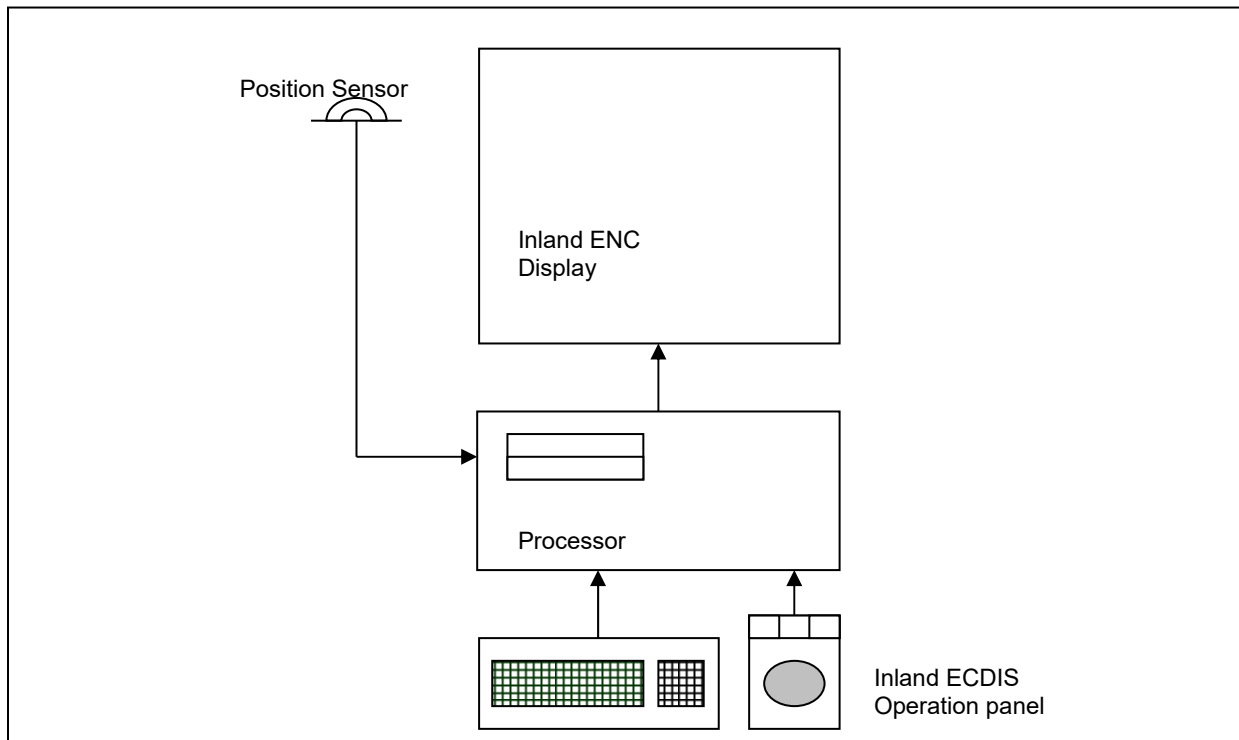 Position Sensor
Inland ENC
Display
Processor
Inland ECDIS
Operation panel